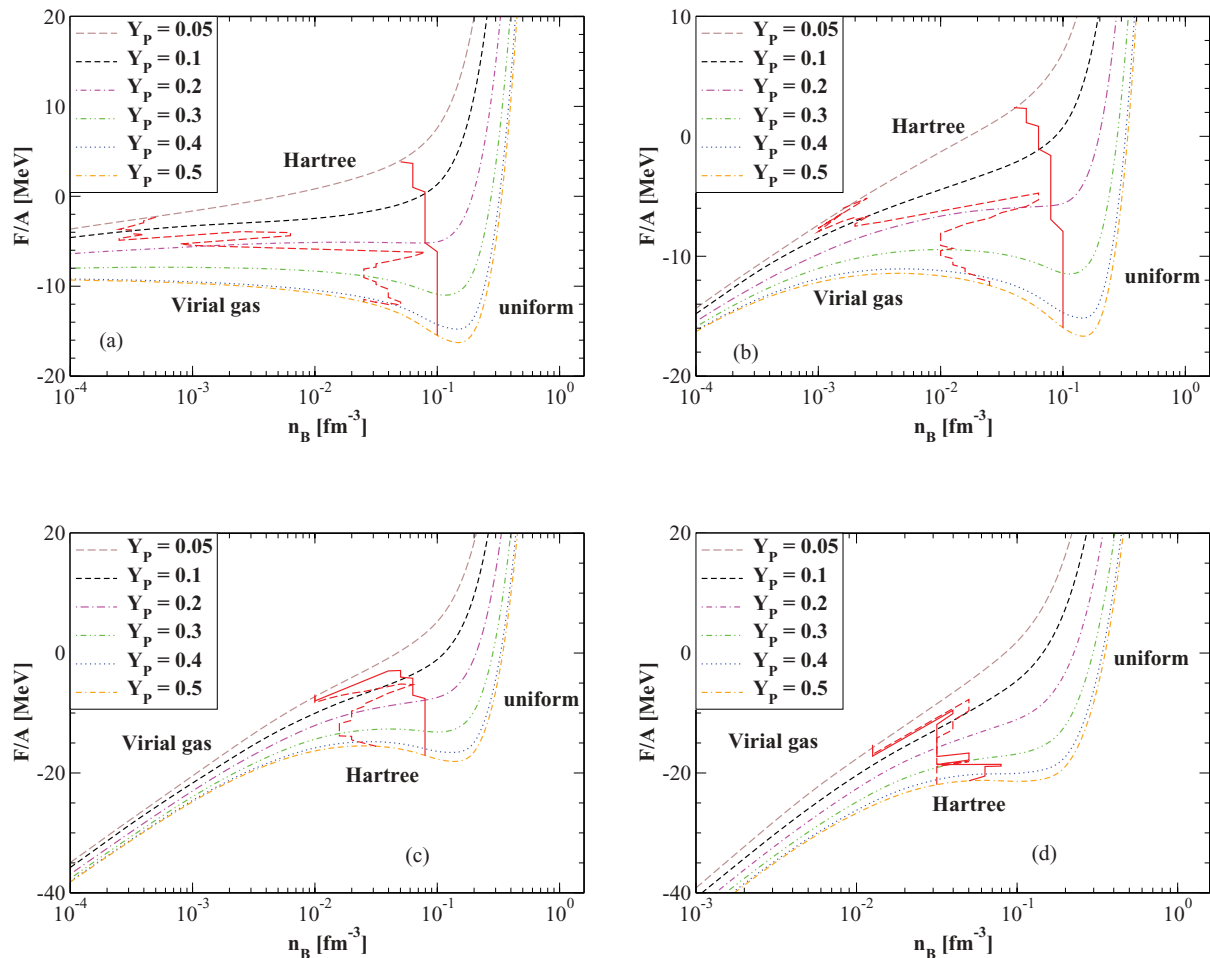 Y_P = 0.05
Y_P = 0.1
Y_P = 0.2
Y_P = 0.3
Y_P = 0.4
Y_P = 0.5
Hartree
Virial gas
uniform
(a)
F/A [MeV]
20
10
0
-10
-20
10^-4
10^-3
10^-2
10^-1
10^0
n_B [fm^-3]
Y_P = 0.05
Y_P = 0.1
Y_P = 0.2
Y_P = 0.3
Y_P = 0.4
Y_P = 0.5
Hartree
Virial gas
uniform
(b)
F/A [MeV]
10
0
-10
-20
10^-4
10^-3
10^-2
10^-1
10^0
n_B [fm^-3]
Y_P = 0.05
Y_P = 0.1
Y_P = 0.2
Y_P = 0.3
Y_P = 0.4
Y_P = 0.5
Virial gas
Hartree
uniform
(c)
F/A [MeV]
20
0
-20
-40
10^-4
10^-3
10^-2
10^-1
10^0
n_B [fm^-3]
Y_P = 0.05
Y_P = 0.1
Y_P = 0.2
Y_P = 0.3
Y_P = 0.4
Y_P = 0.5
Virial gas
Hartree
uniform
(d)
F/A [MeV]
20
0
-20
-40
10^-3
10^-2
10^-1
10^0
n_B [fm^-3]